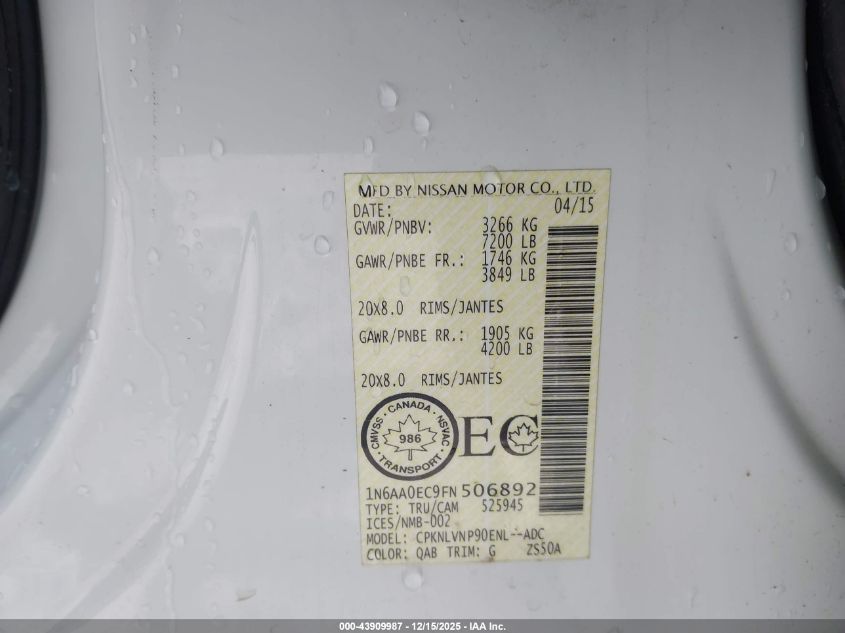 MFD BY NISSAN MOTOR CO., LTD.
DATE: 04/15
GVWR/PNBV: 3266 KG
7200 LB
GAWR/PNBE FR.: 1746 KG
3849 LB
20X8.0 RIMS/JANTES
GAWR/PNBE RR.: 1905 KG
4200 LB
20X8.0 RIMS/JANTES
CMVSS · CANADA · NSVAC · TRANSPORT ·
986
EC
1N6AA0EC9FN506892
TYPE: TRU/CAM 525945
ICES/NMB-002
MODEL: CPKNLVNP90ENL--ADC
COLOR: QAB TRIM: G ZS50A
000-43909987 - 12/15/2025 - IAA Inc.